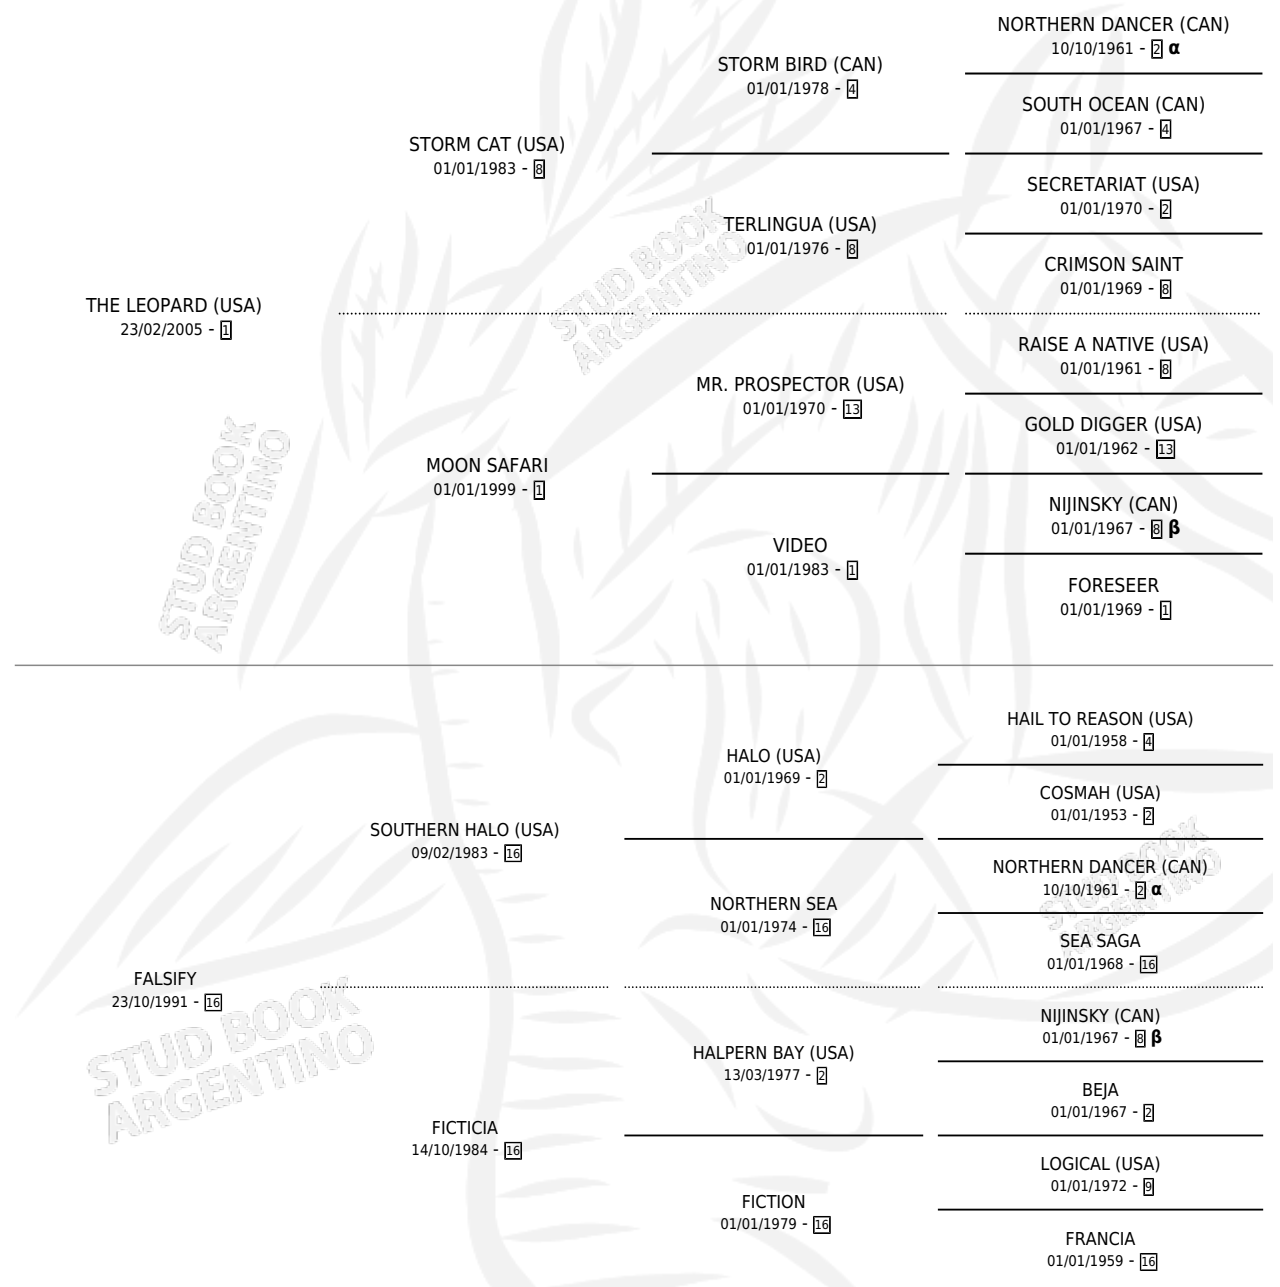 NORTHERN DANCER (CAN)
10/10/1961 - 2 α
STORM BIRD (CAN)
01/01/1978 - 4
SOUTH OCEAN (CAN)
01/01/1967 - 4
STORM CAT (USA)
01/01/1983 - 8
SECRETARIAT (USA)
01/01/1970 - 2
TERLINGUA (USA)
01/01/1976 - 8
CRIMSON SAINT
01/01/1969 - 8
THE LEOPARD (USA)
23/02/2005 - 1
RAISE A NATIVE (USA)
01/01/1961 - 8
MR. PROSPECTOR (USA)
01/01/1970 - 13
GOLD DIGGER (USA)
01/01/1962 - 13
MOON SAFARI
01/01/1999 - 1
NIJINSKY (CAN)
01/01/1967 - 8 β
VIDEO
01/01/1983 - 1
FORESEER
01/01/1969 - 1
HAIL TO REASON (USA)
01/01/1958 - 4
HALO (USA)
01/01/1969 - 2
COSMAH (USA)
01/01/1953 - 2
SOUTHERN HALO (USA)
09/02/1983 - 16
NORTHERN DANCER (CAN)
10/10/1961 - 2 α
NORTHERN SEA
01/01/1974 - 16
SEA SAGA
01/01/1968 - 16
FALSIFY
23/10/1991 - 16
NIJINSKY (CAN)
01/01/1967 - 8 β
HALPERN BAY (USA)
13/03/1977 - 2
BEJA
01/01/1967 - 2
FICTICIA
14/10/1984 - 16
LOGICAL (USA)
01/01/1972 - 9
FICTION
01/01/1979 - 16
FRANCIA
01/01/1959 - 16
STUD BOOK
ARGENTINO
STUD BOOK
ARGENTINO
STUD BOOK
ARGENTINO
STUD BOOK
ARGENTINO